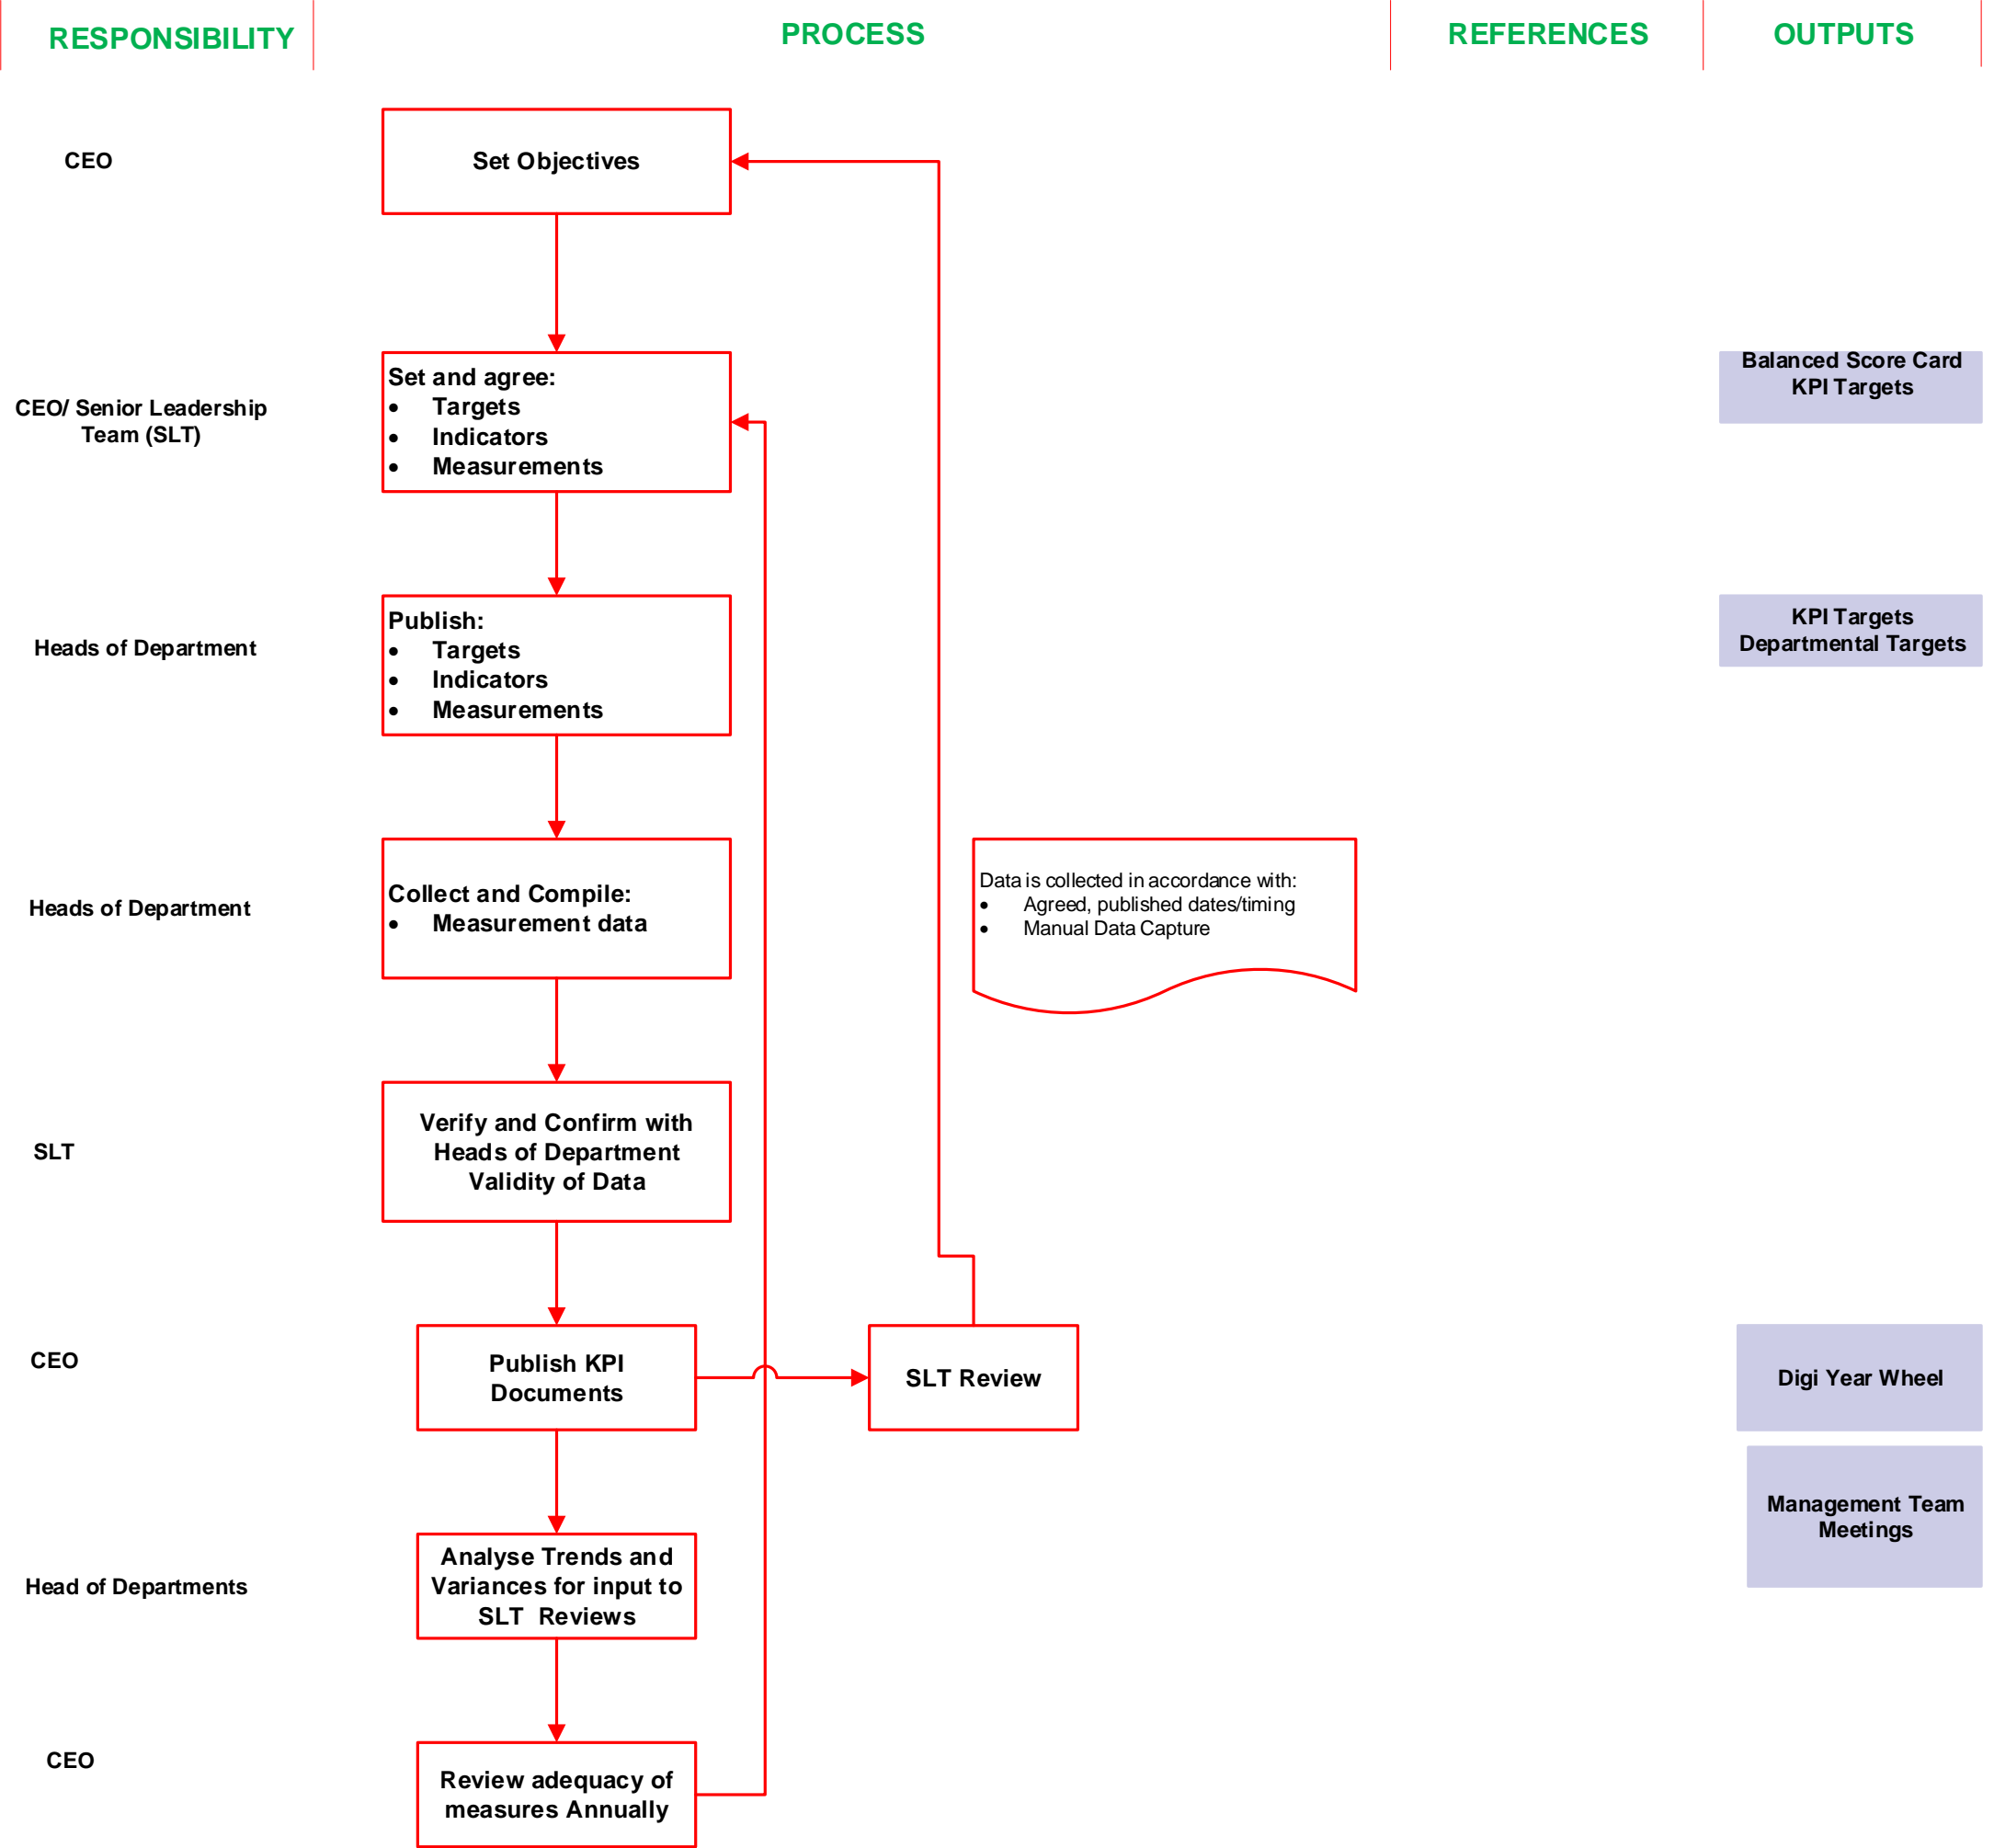 RESPONSIBILITY
PROCESS
REFERENCES
OUTPUTS
CEO
Set Objectives
CEO/ Senior Leadership
Team (SLT)
Set and agree:
• Targets
• Indicators
• Measurements
Balanced Score Card
KPI Targets
Heads of Department
Publish:
• Targets
• Indicators
• Measurements
KPI Targets
Departmental Targets
Heads of Department
Collect and Compile:
• Measurement data
Data is collected in accordance with:
• Agreed, published dates/timing
• Manual Data Capture
SLT
Verify and Confirm with
Heads of Department
Validity of Data
CEO
Publish KPI
Documents
SLT Review
Digi Year Wheel
Management Team
Meetings
Head of Departments
Analyse Trends and
Variances for input to
SLT Reviews
CEO
Review adequacy of
measures Annually